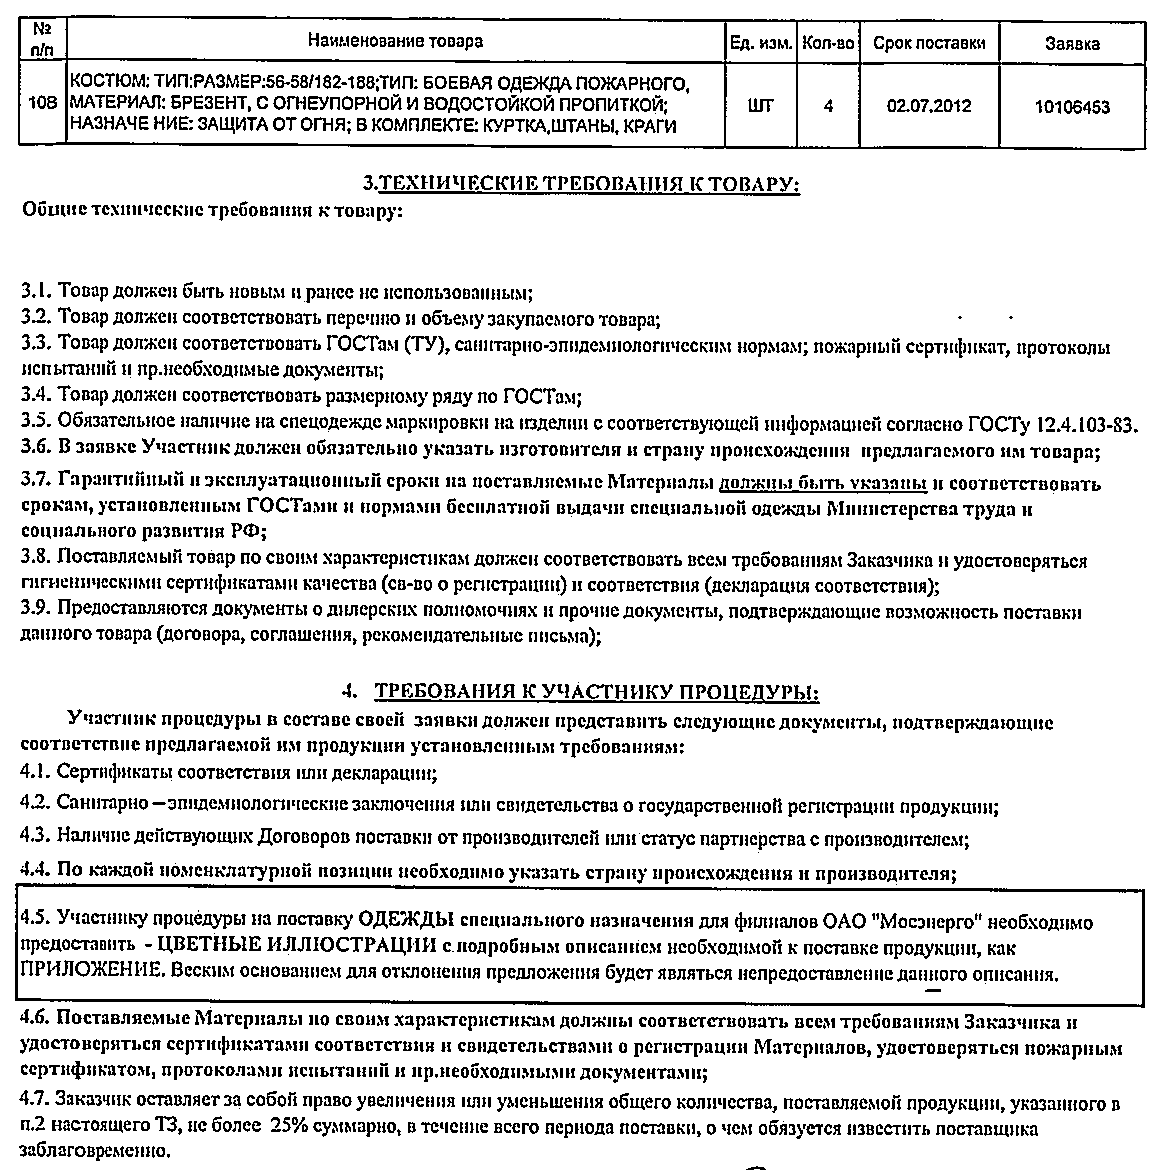 № п/п Наименование товара Ед. изм. Кол-во Срок поставки Заявка
КОСТЮМ: ТИП:РАЗМЕР:56-58/182-188;ТИП: БОЕВАЯ ОДЕЖДА ПОЖАРНОГО,
108 МАТЕРИАЛ: БРЕЗЕНТ, С ОГНЕУПОРНОЙ И ВОДОСТОЙКОЙ ПРОПИТКОЙ; ШТ 4 02.07.2012 10106453
НАЗНАЧЕ НИЕ: ЗАЩИТА ОТ ОГНЯ; В КОМПЛЕКТЕ: КУРТКА,ШТАНЫ, КРАГИ
3.ТЕХНИЧЕСКИЕ ТРЕБОВАНИЯ К ТОВАРУ:
Общие технические требования к товару:
3.1. Товар должен быть новым и ранее не использованным;
3.2. Товар должен соответствовать перечню и объему закупаемого товара;
3.3. Товар должен соответствовать ГОСТам (ТУ), санитарно-эпидемиологическим нормам; пожарный сертификат, протоколы
испытаний и пр.необходимые документы;
3.4. Товар должен соответствовать размерному ряду по ГОСТам;
3.5. Обязательное наличие на спецодежде маркировки на изделии с соответствующей информацией согласно ГОСТу 12.4.103-83.
3.6. В заявке Участник должен обязательно указать изготовителя и страну происхождения предлагаемого им товара;
3.7. Гарантийный и эксплуатационный сроки на поставляемые Материалы должны быть указаны и соответствовать
срокам, установленным ГОСТами и нормами бесплатной выдачи специальной одежды Министерства труда и
социального развития РФ;
3.8. Поставляемый товар по своим характеристикам должен соответствовать всем требованиям Заказчика и удостоверяться
гигиеническими сертификатами качества (св-во о регистрации) и соответствия (декларация соответствия);
3.9. Предоставляются документы о дилерских полномочиях и прочие документы, подтверждающие возможность поставки
данного товара (договора, соглашения, рекомендательные письма);
4. ТРЕБОВАНИЯ К УЧАСТНИКУ ПРОЦЕДУРЫ:
Участник процедуры в составе своей заявки должен представить следующие документы, подтверждающие
соответствие предлагаемой им продукции установленным требованиям:
4.1. Сертификаты соответствия или декларации;
4.2. Санитарно –эпидемиологические заключения или свидетельства о государственной регистрации продукции;
4.3. Наличие действующих Договоров поставки от производителей или статус партнерства с производителем;
4.4. По каждой номенклатурной позиции необходимо указать страну происхождения и производителя;
4.5. Участнику процедуры на поставку ОДЕЖДЫ специального назначения для филиалов ОАО "Мосэнерго" необходимо
предоставить - ЦВЕТНЫЕ ИЛЛЮСТРАЦИИ с подробным описанием необходимой к поставке продукции, как
ПРИЛОЖЕНИЕ. Веским основанием для отклонения предложения будет являться непредоставление данного описания.
4.6. Поставляемые Материалы по своим характеристикам должны соответствовать всем требованиям Заказчика и
удостоверяться сертификатами соответствия и свидетельствами о регистрации Материалов, удостоверяться пожарным
сертификатом, протоколами испытаний и пр.необходимыми документами;
4.7. Заказчик оставляет за собой право увеличения или уменьшения общего количества, поставляемой продукции, указанного в
п.2 настоящего ТЗ, не более 25% суммарно, в течение всего периода поставки, о чем обязуется известить поставщика
заблаговременно.